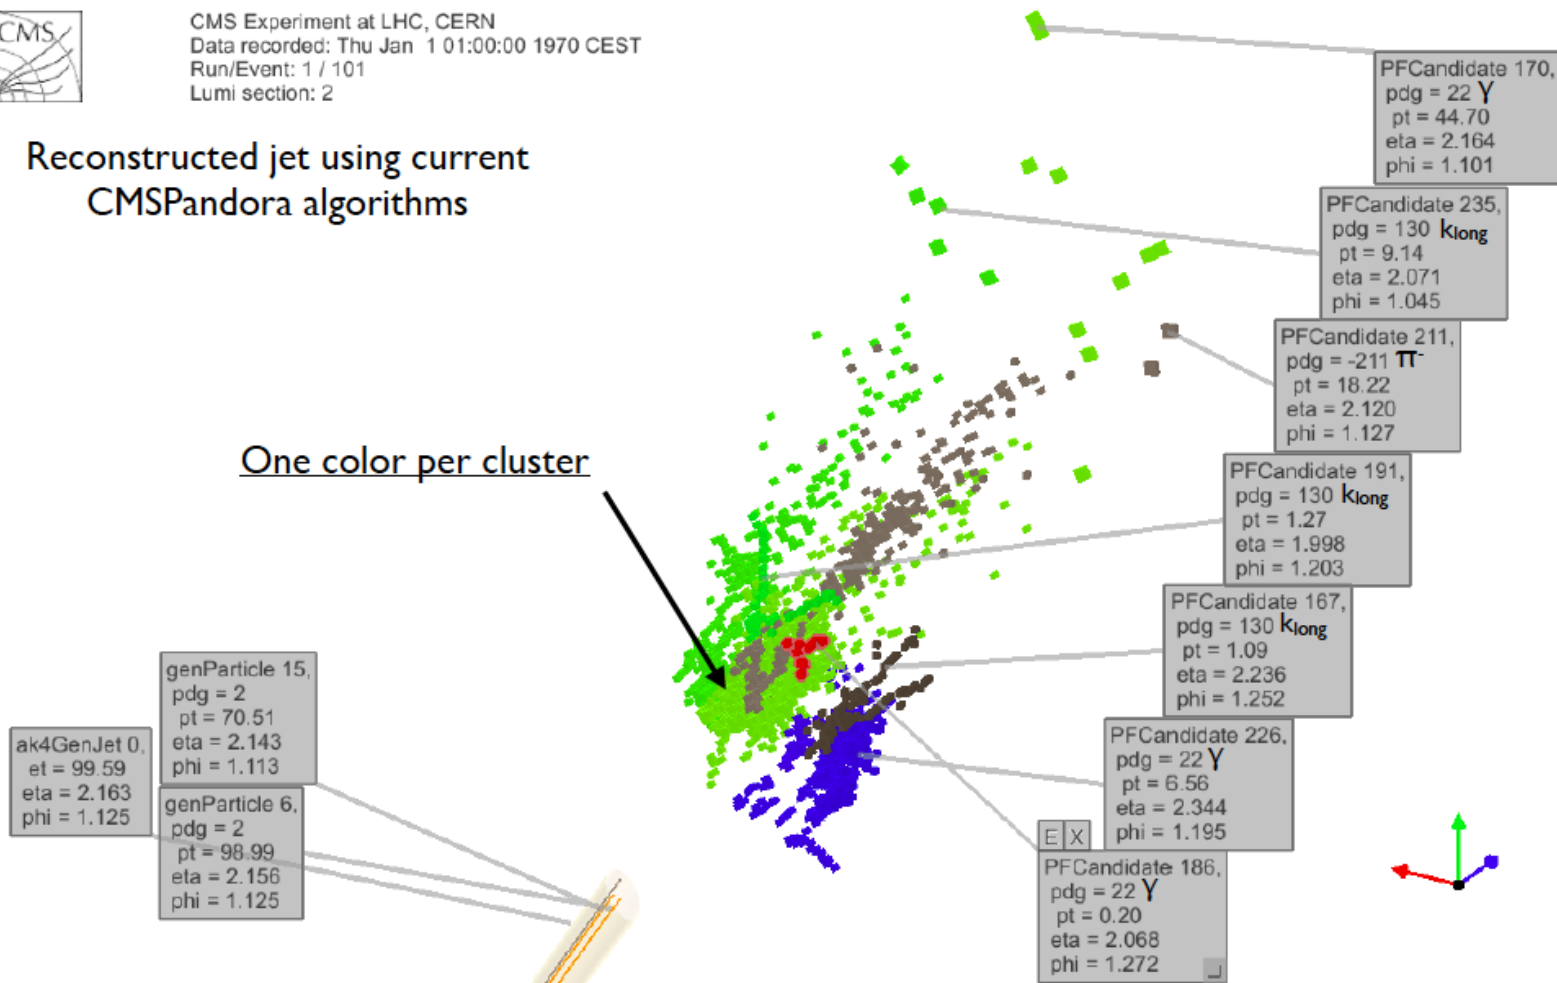 CMS
CMS Experiment at LHC, CERN
Data recorded: Thu Jan 1 01:00:00 1970 CEST
Run/Event: 1 / 101
Lumi section: 2
Reconstructed jet using current
CMSPandora algorithms
One color per cluster
PFCandidate 170,
pdg = 22 γ
pt = 44.70
eta = 2.164
phi = 1.101
PFCandidate 235,
pdg = 130 klong
pt = 9.14
eta = 2.071
phi = 1.045
PFCandidate 211,
pdg = -211 π-
pt = 18.22
eta = 2.120
phi = 1.127
PFCandidate 191,
pdg = 130 klong
pt = 1.27
eta = 1.998
phi = 1.203
PFCandidate 167,
pdg = 130 klong
pt = 1.09
eta = 2.236
phi = 1.252
PFCandidate 226,
pdg = 22 γ
pt = 6.56
eta = 2.344
phi = 1.195
E X
PFCandidate 186,
pdg = 22 γ
pt = 0.20
eta = 2.068
phi = 1.272
genParticle 15,
pdg = 2
pt = 70.51
eta = 2.143
phi = 1.113
ak4GenJet 0,
et = 99.59
eta = 2.163
phi = 1.125
genParticle 6,
pdg = 2
pt = 98.99
eta = 2.156
phi = 1.125